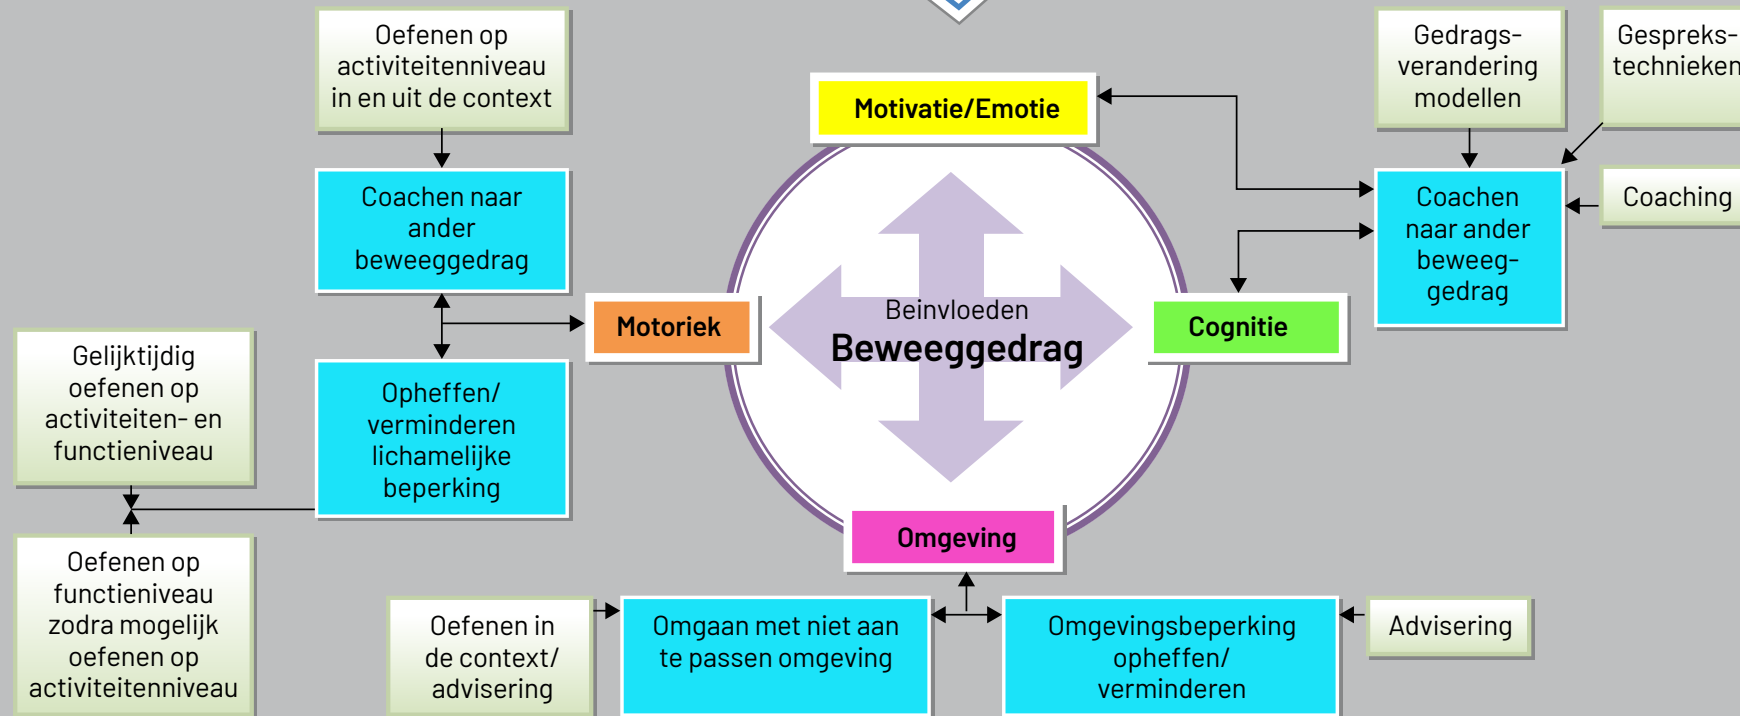 Oefenen op
activiteitenniveau
in en uit de context
Gedrags-
verandering
modellen
Gespreks-
technieken
Motivatie/Emotie
Coachen naar
ander
beweeggedrag
Coachen
naar ander
beweeg-
gedrag
Coaching
Beinvloeden
Beweeggedrag
Motoriek
Cognitie
Gelijktijdig
oefenen op
activiteiten- en
functieniveau
Opheffen/
verminderen
lichamelijke
beperking
Omgeving
Oefenen op
functieniveau
zodra mogelijk
oefenen op
activiteitenniveau
Oefenen in
de context/
advisering
Omgaan met niet aan
te passen omgeving
Omgevingsbeperking
opheffen/
verminderen
Advisering